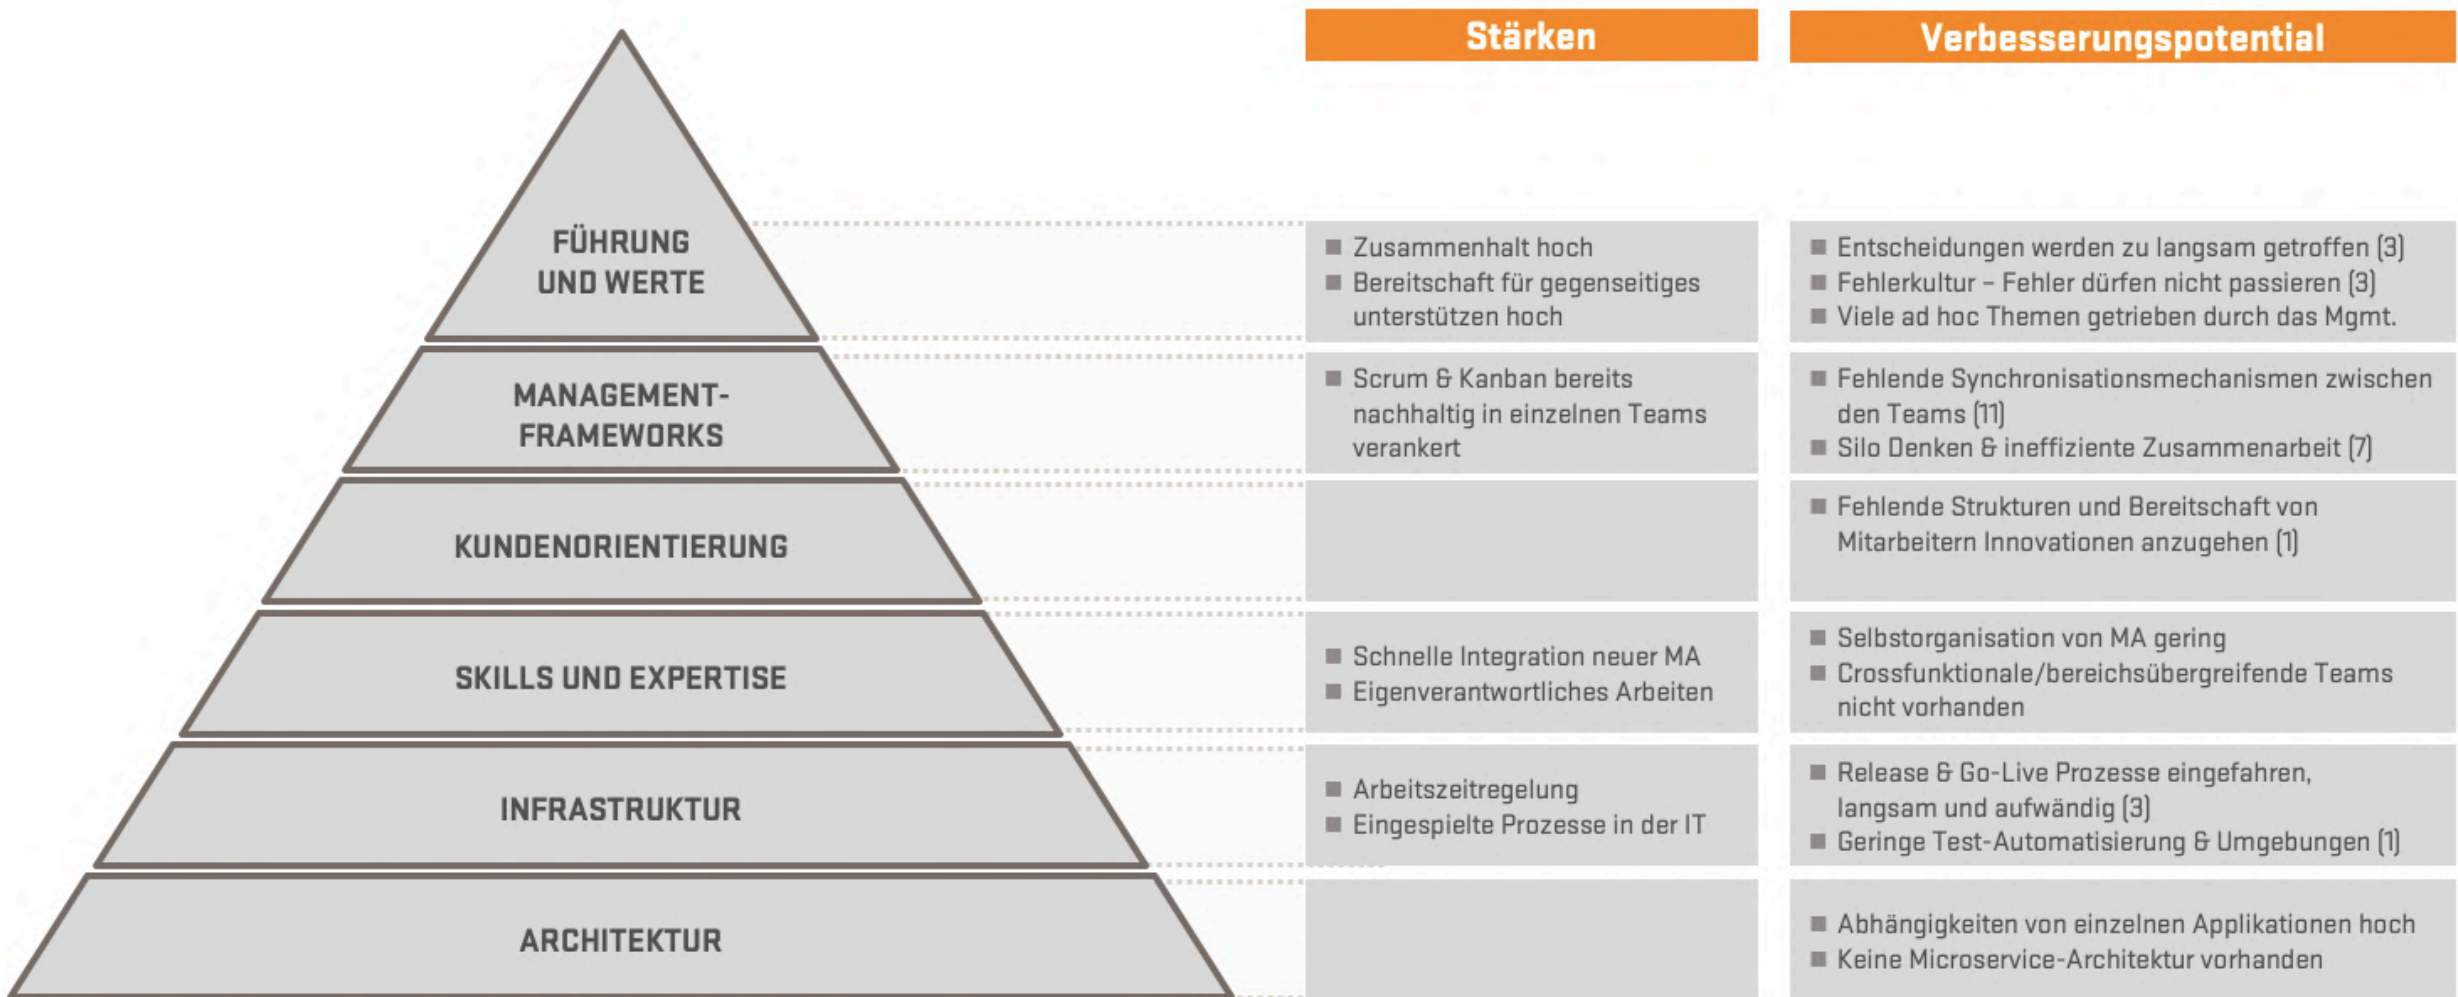 Stärken
Verbesserungspotential
FÜHRUNG
UND WERTE
■ Zusammenhalt hoch
■ Bereitschaft für gegenseitiges
unterstützen hoch
■ Entscheidungen werden zu langsam getroffen (3)
■ Fehlerkultur – Fehler dürfen nicht passieren (3)
■ Viele ad hoc Themen getrieben durch das Mgmt.
MANAGEMENT-
FRAMEWORKS
■ Scrum & Kanban bereits
nachhaltig in einzelnen Teams
verankert
■ Fehlende Synchronisationsmechanismen zwischen
den Teams (11)
■ Silo Denken & ineffiziente Zusammenarbeit (7)
KUNDENORIENTIERUNG
■ Fehlende Strukturen und Bereitschaft von
Mitarbeitern Innovationen anzugehen (1)
SKILLS UND EXPERTISE
■ Schnelle Integration neuer MA
■ Eigenverantwortliches Arbeiten
■ Selbstorganisation von MA gering
■ Crossfunktionale/bereichsübergreifende Teams
nicht vorhanden
INFRASTRUKTUR
■ Arbeitszeitregelung
■ Eingespielte Prozesse in der IT
■ Release & Go-Live Prozesse eingefahren,
langsam und aufwändig (3)
■ Geringe Test-Automatisierung & Umgebungen (1)
ARCHITEKTUR
■ Abhängigkeiten von einzelnen Applikationen hoch
■ Keine Microservice-Architektur vorhanden